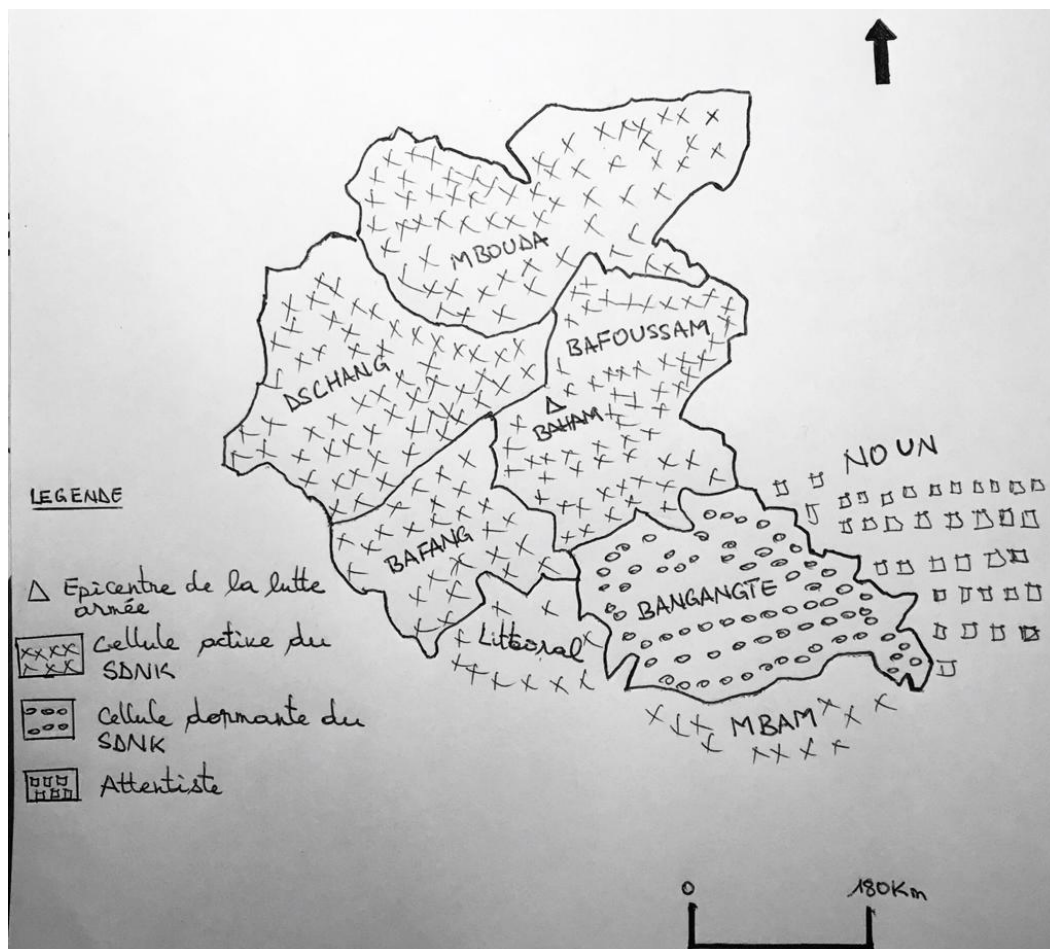 MBOUDA
BAFOUSSAM
DSCHANG
BAHAM
NOUN
LEGENDE
BAFANG
BANGANGTE
Epicentre de la lutte
armée
Littoral
Cellule active du
SDNK
MBAM
Cellule dormante du
SDNK
Attentiste
0 180Km